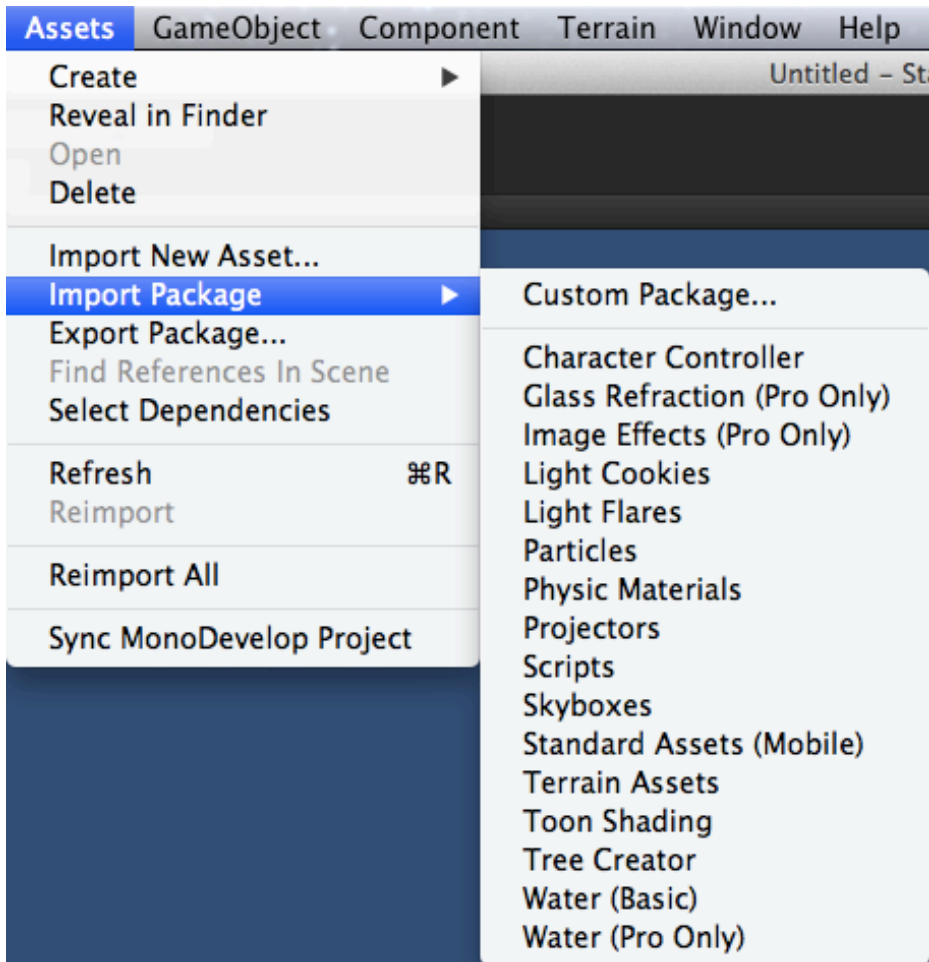 Assets GameObject Component Terrain Window Help
Untitled – St
Create ▶
Reveal in Finder
Open
Delete
Import New Asset...
Import Package ▶
Export Package...
Find References In Scene
Select Dependencies
Refresh ⌘R
Reimport
Reimport All
Sync MonoDevelop Project
Custom Package...
Character Controller
Glass Refraction (Pro Only)
Image Effects (Pro Only)
Light Cookies
Light Flares
Particles
Physic Materials
Projectors
Scripts
Skyboxes
Standard Assets (Mobile)
Terrain Assets
Toon Shading
Tree Creator
Water (Basic)
Water (Pro Only)